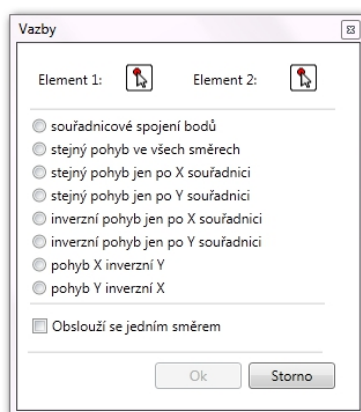 Vazby
Element 1: Element 2:
souřadnicové spojení bodů
stejný pohyb ve všech směrech
stejný pohyb jen po X souřadnici
stejný pohyb jen po Y souřadnici
inverzní pohyb jen po X souřadnici
inverzní pohyb jen po Y souřadnici
pohyb X inverzní Y
pohyb Y inverzní X
Obslouží se jedním směrem
Ok Storno